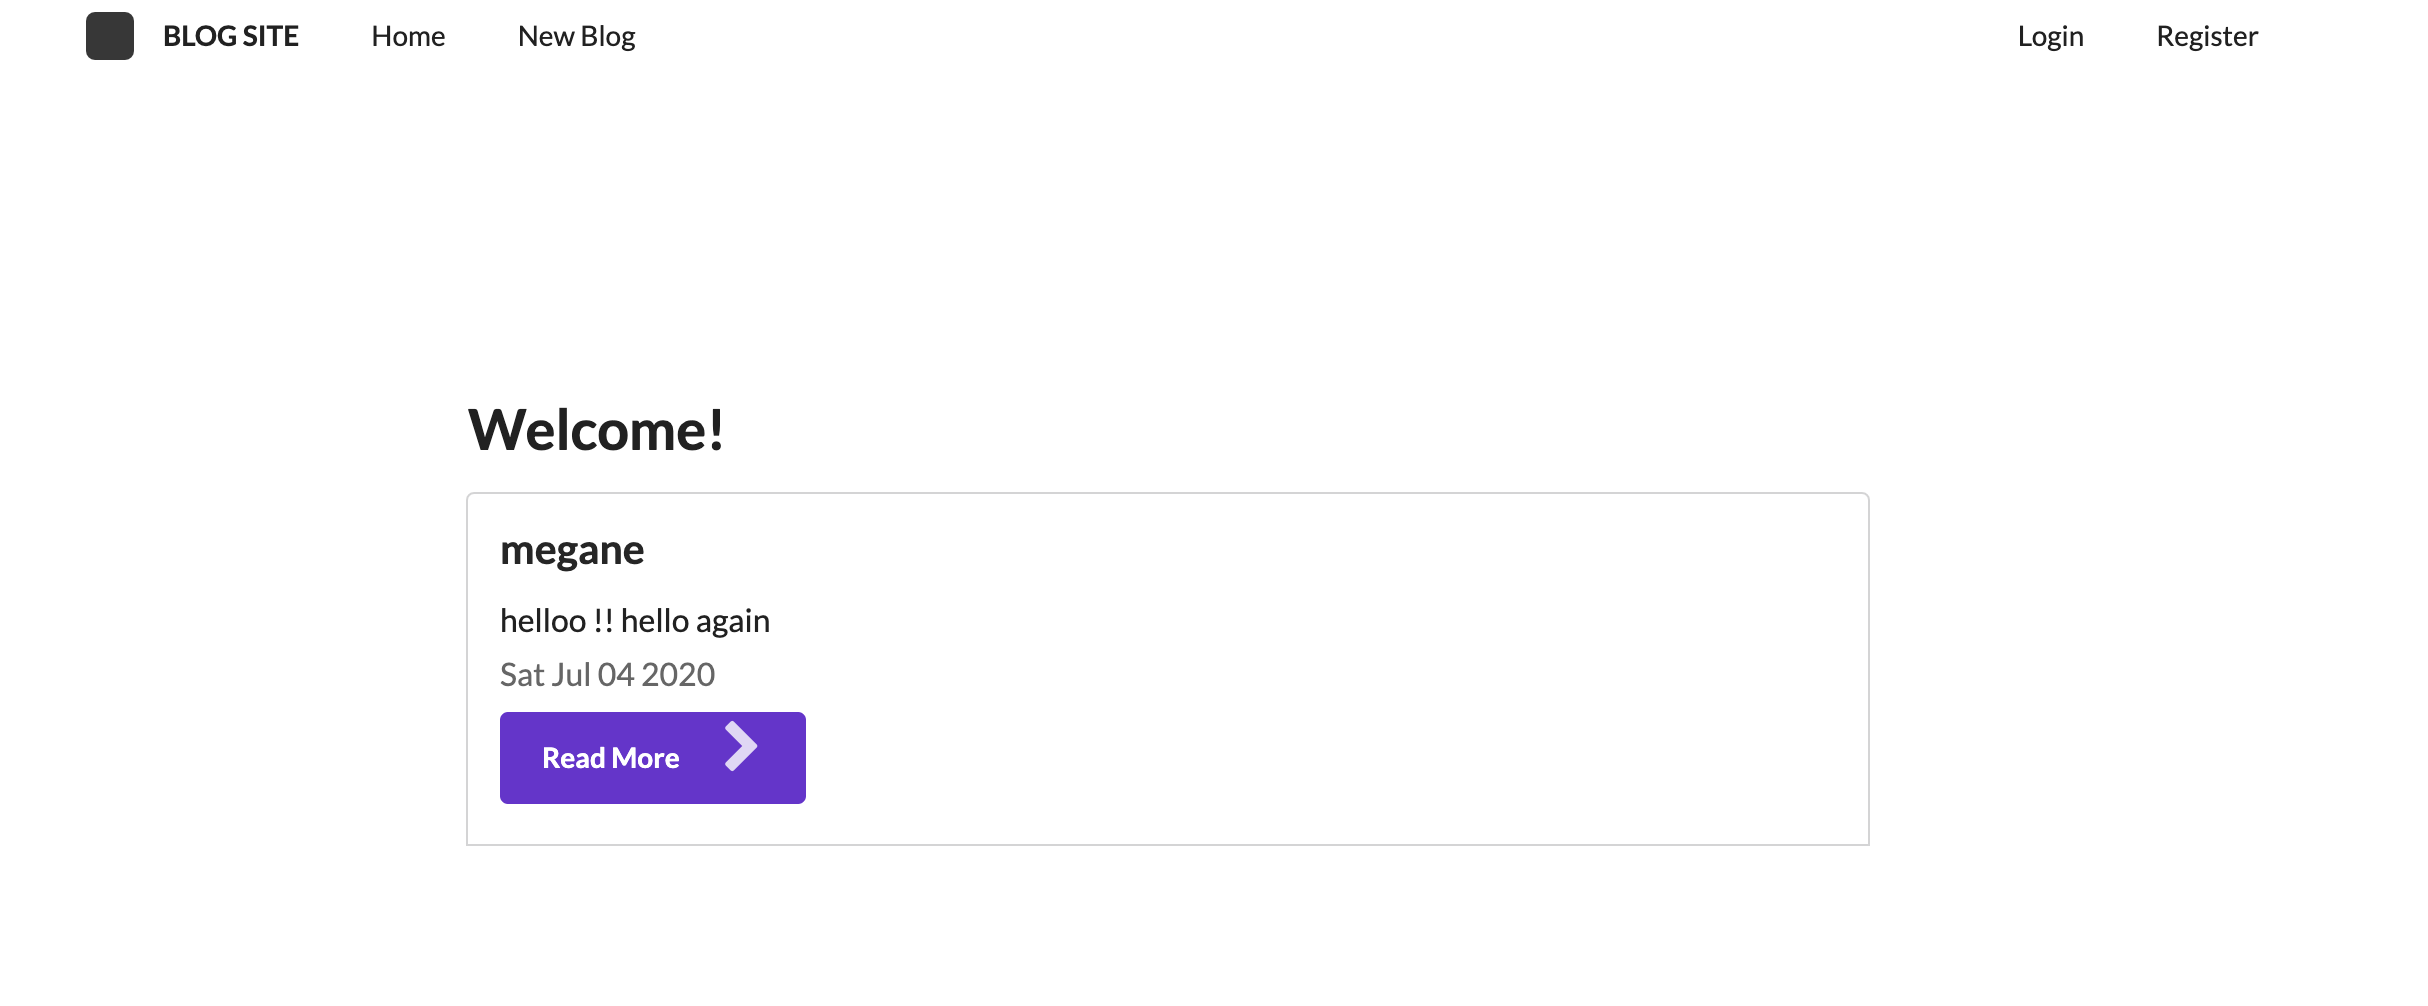 BLOG SITE Home New Blog Login Register
Welcome!
megane
helloo !! hello again
Sat Jul 04 2020
Read More